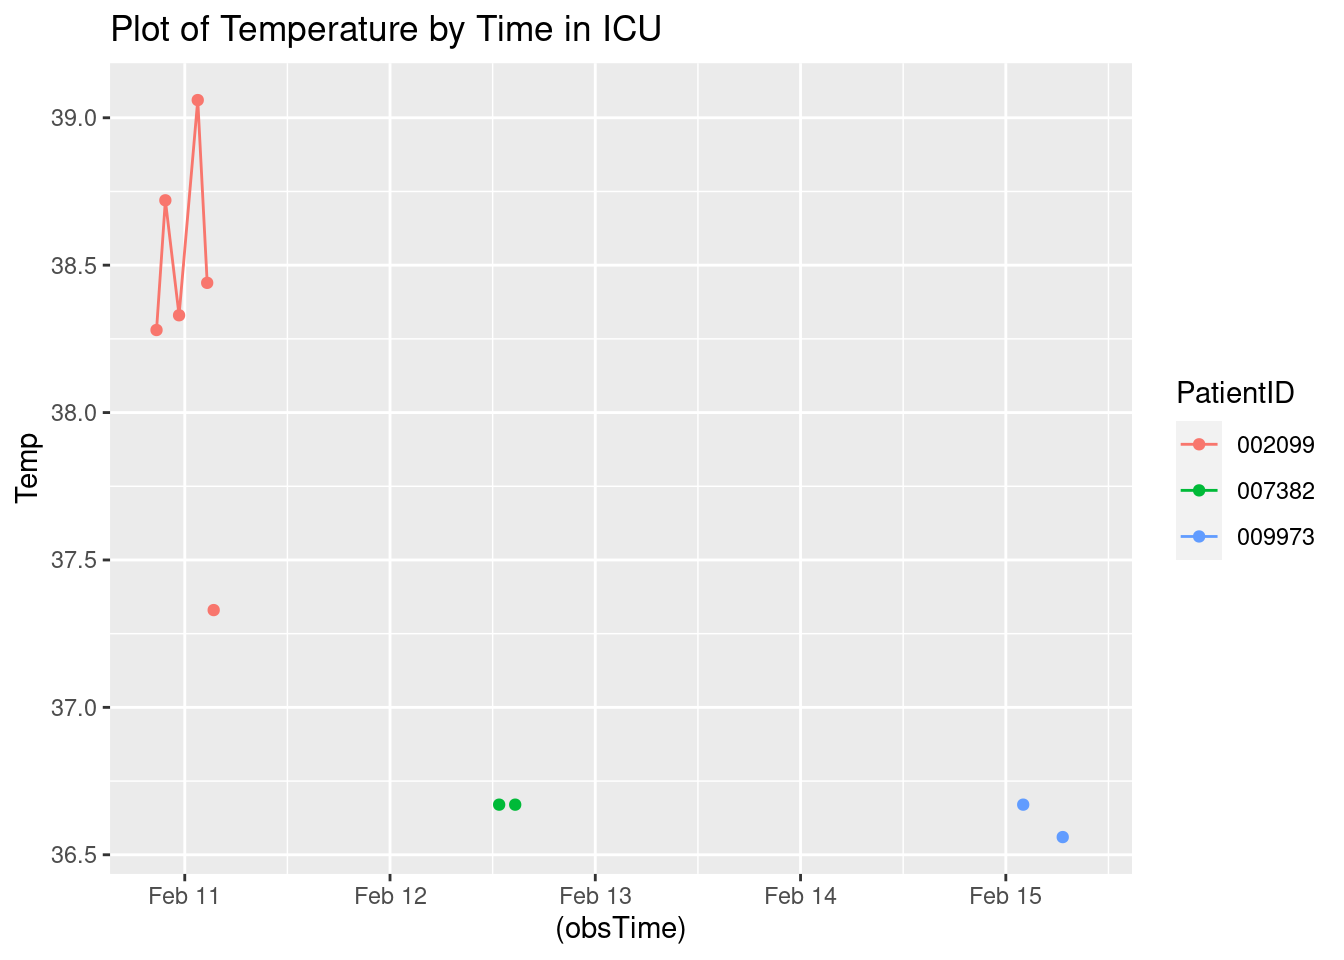 Plot of Temperature by Time in ICU
39.0
38.5
38.0
37.5
37.0
36.5
Temp
Feb 11
Feb 12
Feb 13
Feb 14
Feb 15
(obsTime)
PatientID
002099
007382
009973